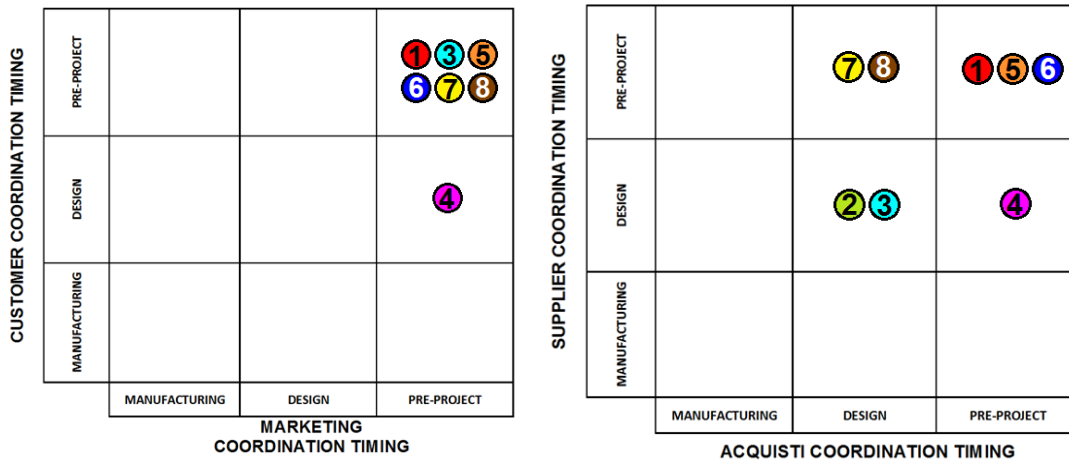 CUSTOMER COORDINATION TIMING
PRE-PROJECT
DESIGN
MANUFACTURING
1 3 5
6 7 8
4
MANUFACTURING DESIGN PRE-PROJECT
MARKETING
COORDINATION TIMING
SUPPLIER COORDINATION TIMING
PRE-PROJECT
DESIGN
MANUFACTURING
7 8 1 5 6
2 3 4
MANUFACTURING DESIGN PRE-PROJECT
ACQUISTI COORDINATION TIMING